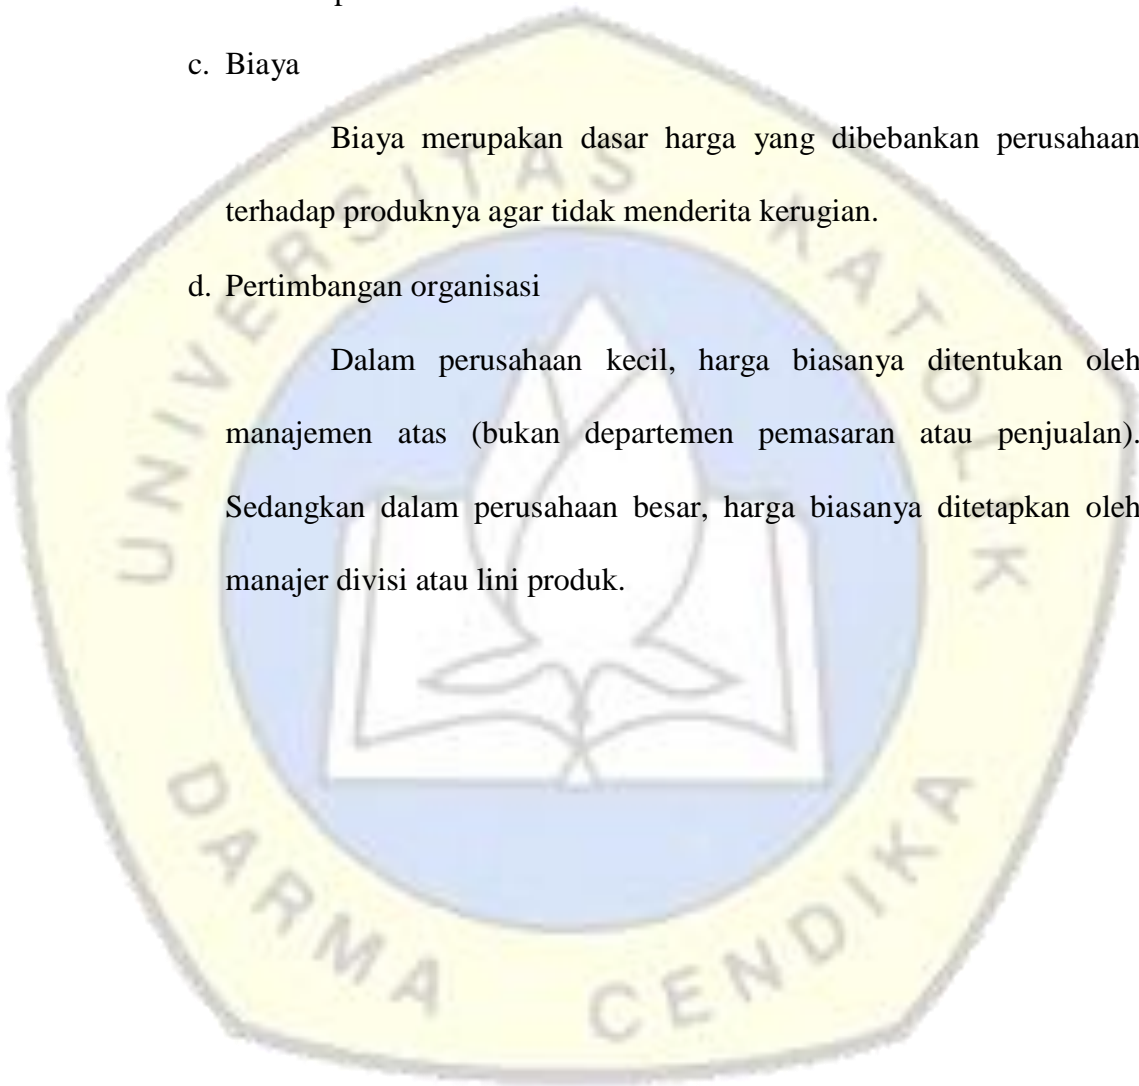 c. Biaya
Biaya merupakan dasar harga yang dibebankan perusahaan
terhadap produknya agar tidak menderita kerugian.
d. Pertimbangan organisasi
Dalam perusahaan kecil, harga biasanya ditentukan oleh
manajemen atas (bukan departemen pemasaran atau penjualan).
Sedangkan dalam perusahaan besar, harga biasanya ditetapkan oleh
manajer divisi atau lini produk.
UNIVERSITAS KATOLIK
DARMA CENDIKA